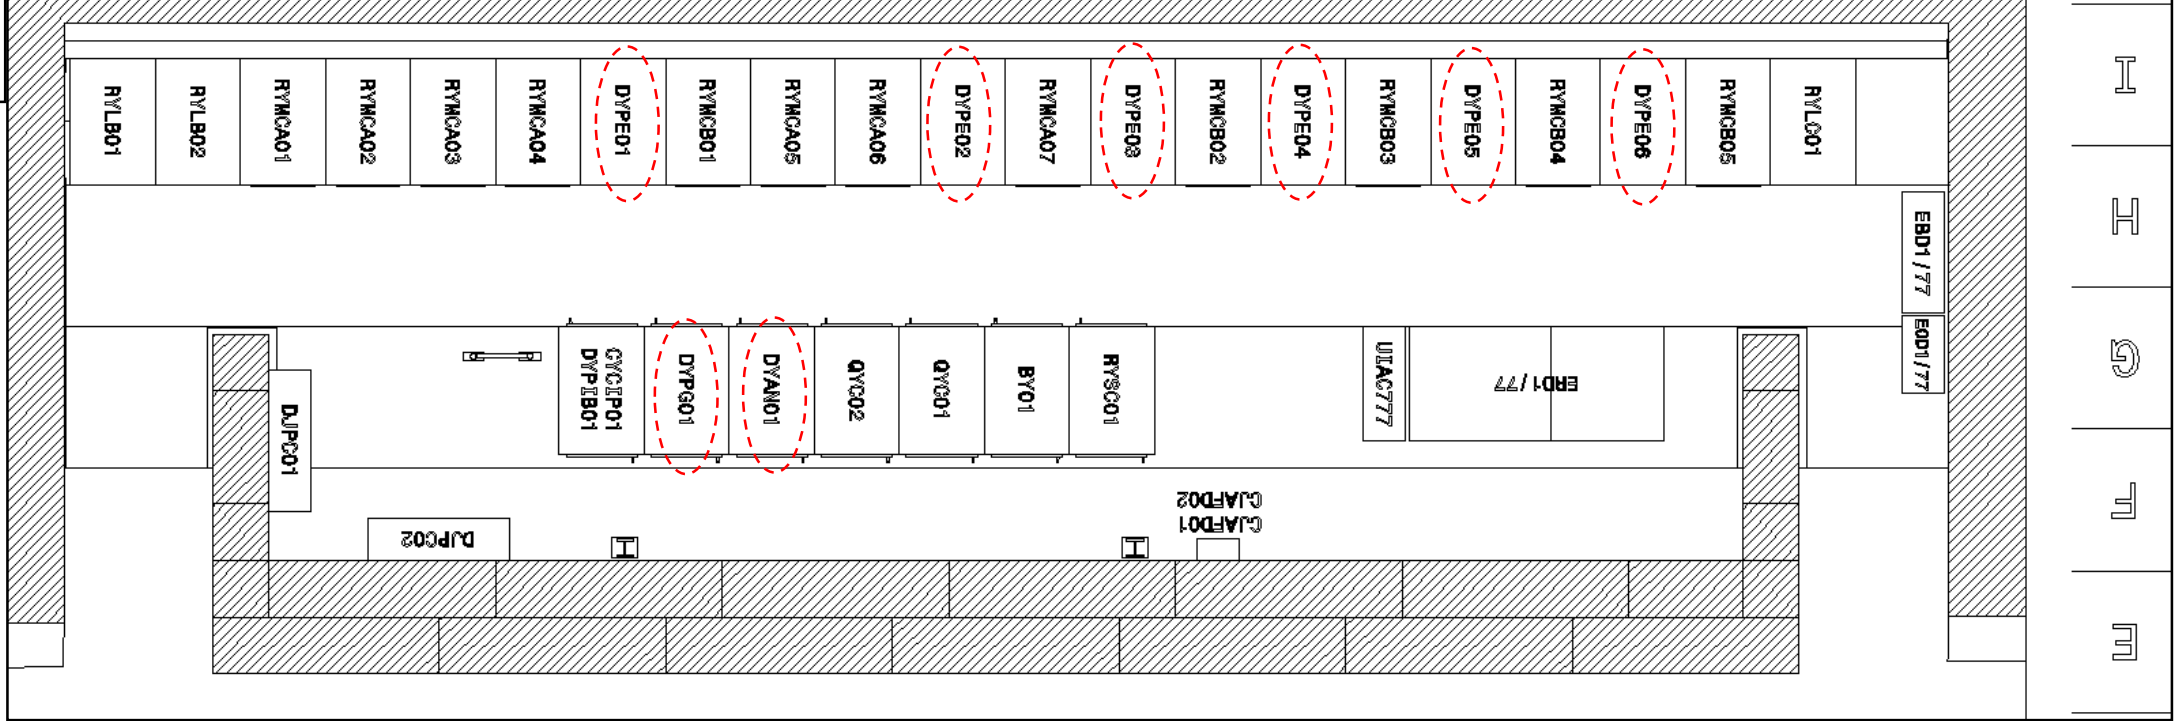 RYLB01
RYLB02
RYMCA01
RYMCA02
RYMCA03
RYMCA04
DYPE01
RYMCB01
RYMCA05
RYMCA06
DYPE02
RYMCA07
DYPE03
RYMCB02
DYPE04
RYMCB03
DYPE05
RYMCB04
DYPE06
RYMCB05
RYLC01
I
H
G
F
E
EBD1/77
EOD1/77
CYCIP01
DYPIB01
DYPG01
DYAN01
QYC02
QYC01
BY01
RYSC01
UIAC777
ERD1/77
DJPC01
DJPC02
CJAFD01
CJAFD02